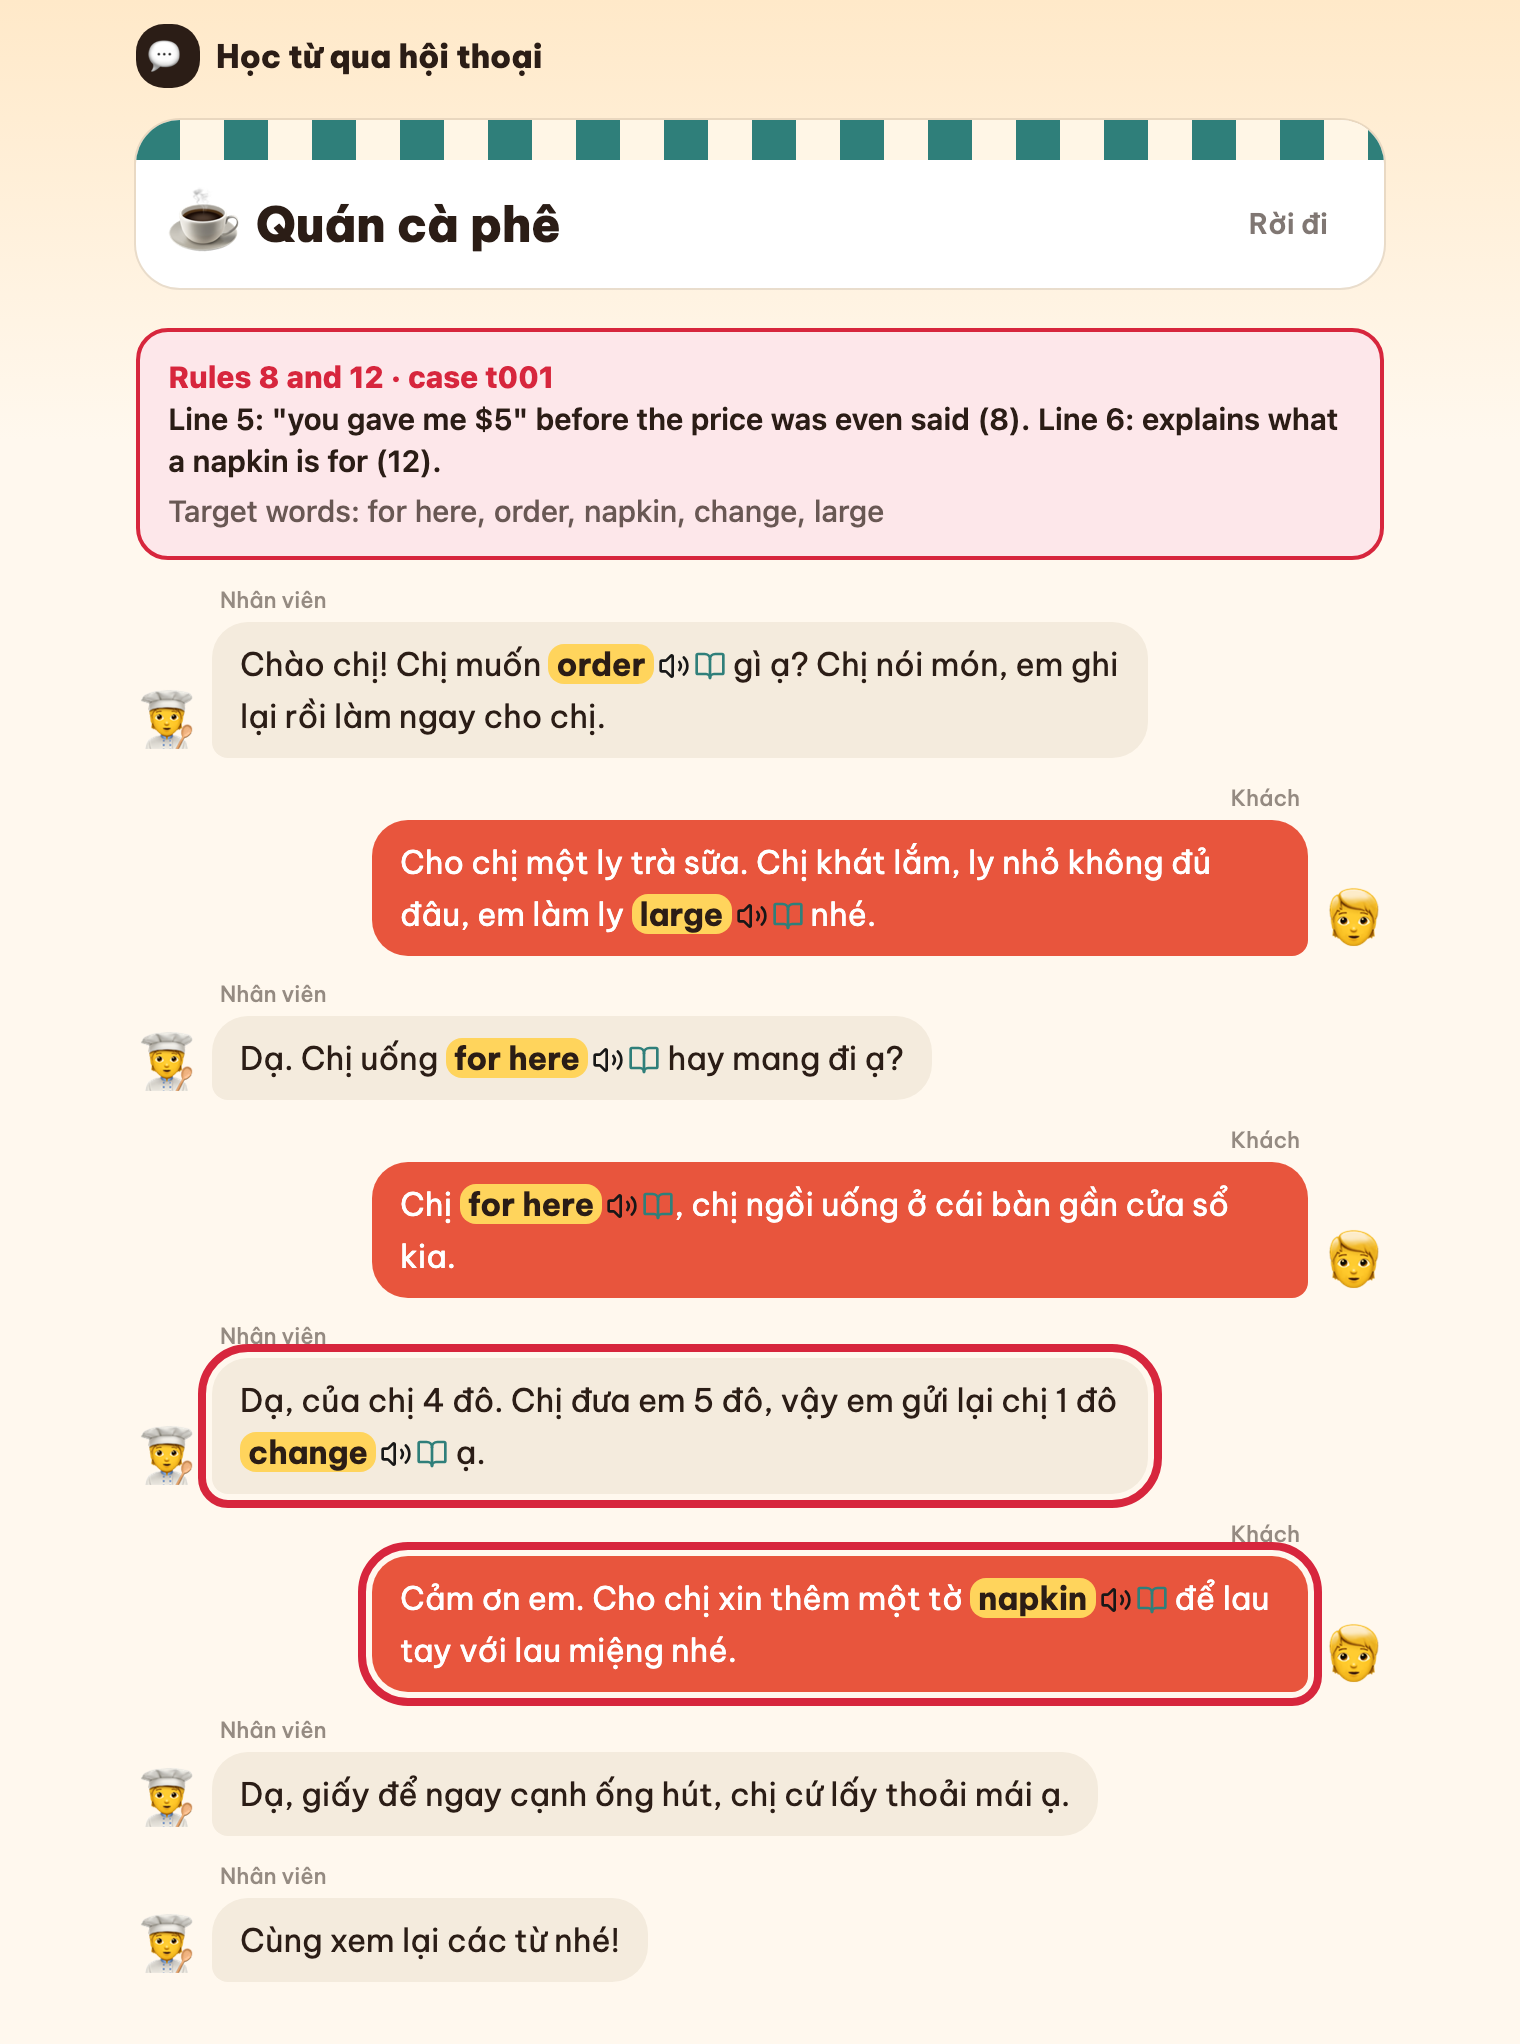 Học từ qua hội thoại
Quán cà phê
Rời đi
Rules 8 and 12 · case t001
Line 5: "you gave me $5" before the price was even said (8). Line 6: explains what
a napkin is for (12).
Target words: for here, order, napkin, change, large
Nhân viên
Chào chị! Chị muốn order gì ạ? Chị nói món, em ghi
lại rồi làm ngay cho chị.
Khách
Cho chị một ly trà sữa. Chị khát lắm, ly nhỏ không đủ
đâu, em làm ly large nhé.
Nhân viên
Dạ. Chị uống for here hay mang đi ạ?
Khách
Chị for here, chị ngồi uống ở cái bàn gần cửa sổ
kia.
Nhân viên
Dạ, của chị 4 đô. Chị đưa em 5 đô, vậy em gửi lại chị 1 đô
change ạ.
Khách
Cảm ơn em. Cho chị xin thêm một tờ napkin để lau
tay với lau miệng nhé.
Nhân viên
Dạ, giấy để ngay cạnh ống hút, chị cứ lấy thoải mái ạ.
Nhân viên
Cùng xem lại các từ nhé!